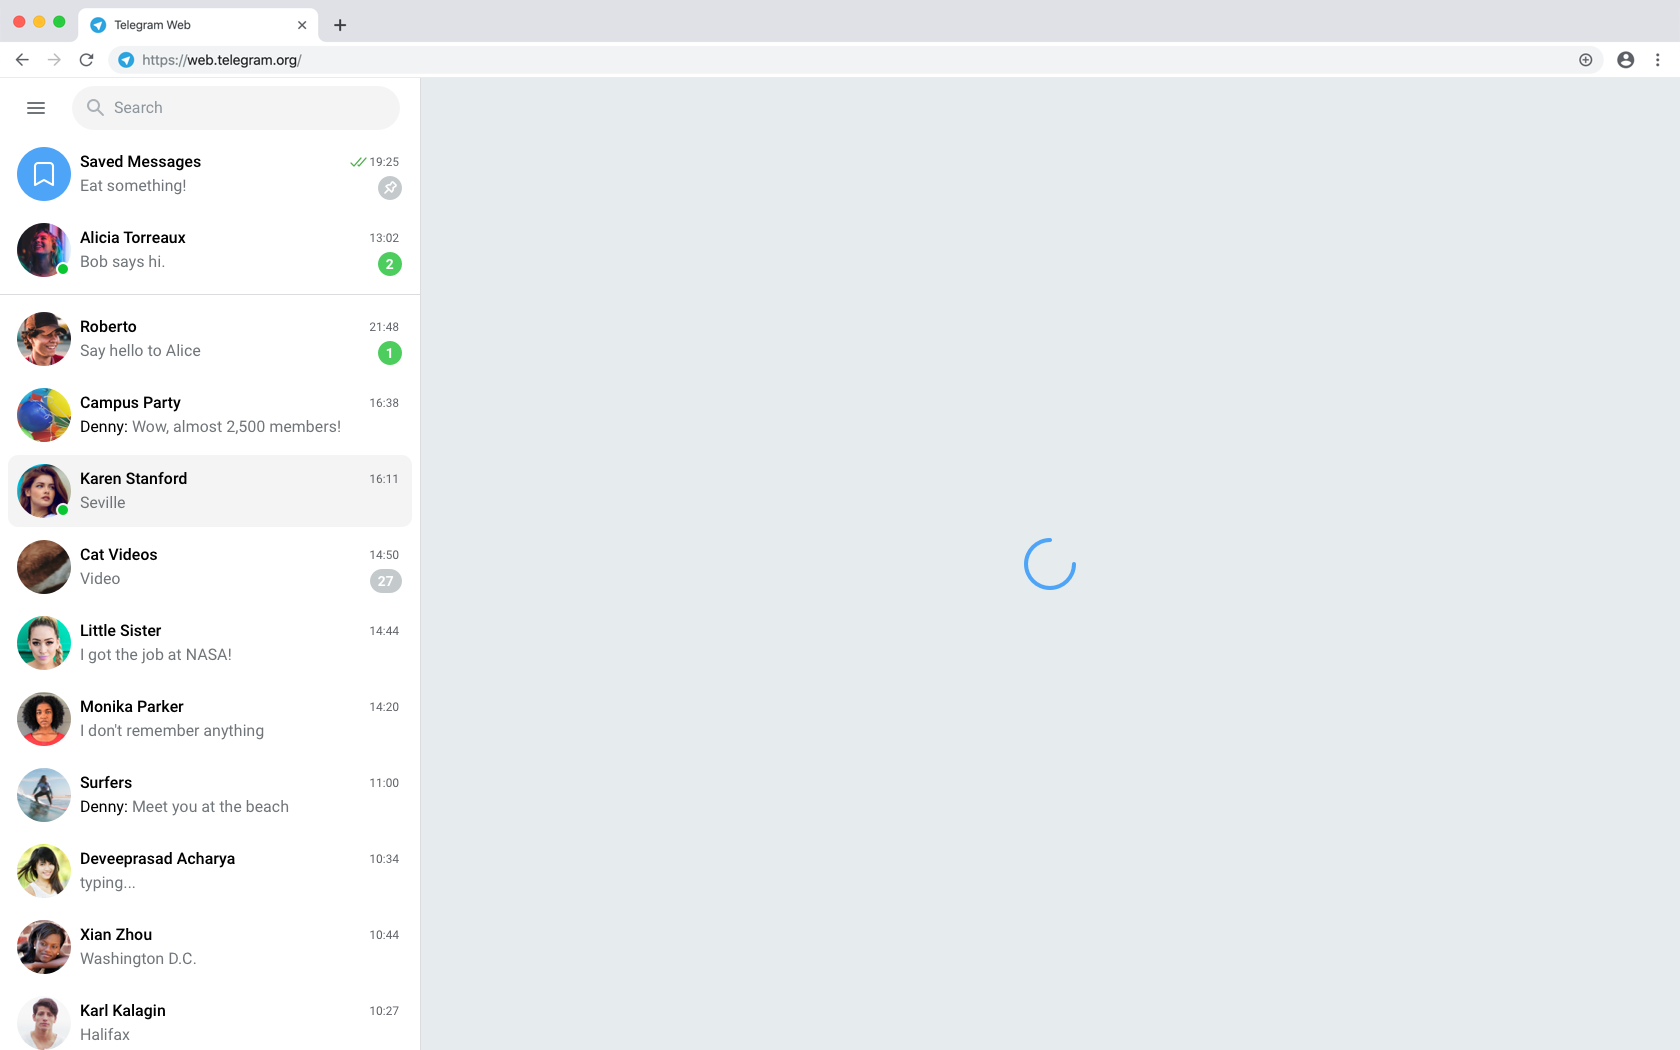 Telegram Web
https://web.telegram.org/
Search
Saved Messages 19:25
Eat something!
Alicia Torreaux 13:02
Bob says hi. 2
Roberto 21:48
Say hello to Alice 1
Campus Party 16:38
Denny: Wow, almost 2,500 members!
Karen Stanford 16:11
Seville
Cat Videos 14:50
Video 27
Little Sister 14:44
I got the job at NASA!
Monika Parker 14:20
I don't remember anything
Surfers 11:00
Denny: Meet you at the beach
Deveeprasad Acharya 10:34
typing...
Xian Zhou 10:44
Washington D.C.
Karl Kalagin 10:27
Halifax